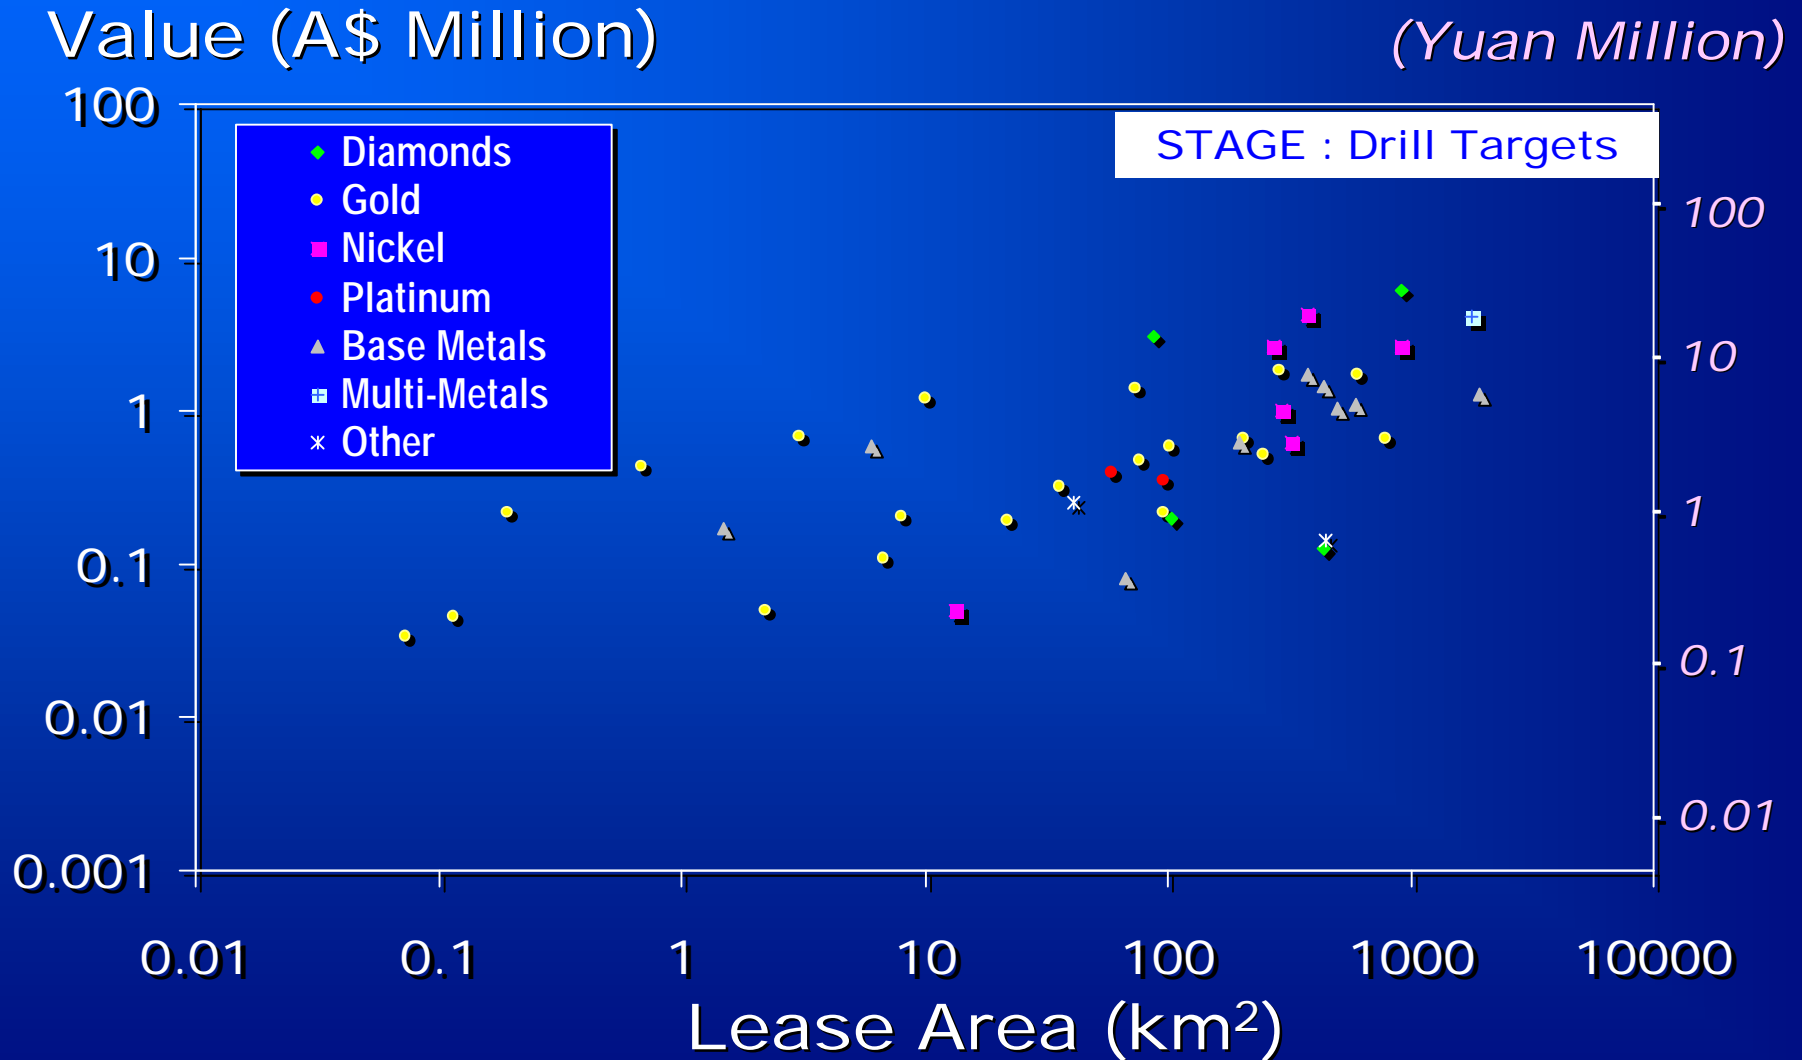 Value (A$ Million)
(Yuan Million)
100
10
1
0.1
0.01
0.001
Diamonds
Gold
Nickel
Platinum
Base Metals
Multi-Metals
Other
STAGE : Drill Targets
100
10
1
0.1
0.01
0.01 0.1 1 10 100 1000 10000
Lease Area (km²)